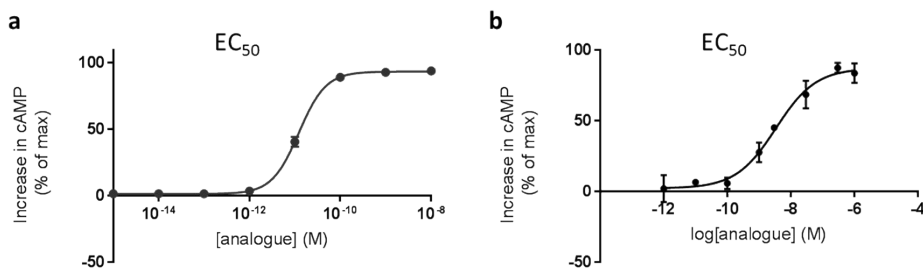 a
EC50
100
50
0
-50
10-14
10-12
10-10
10-8
Increase in cAMP
(% of max)
[analogue] (M)
b
EC50
100
50
0
-50
-12
-10
-8
-6
-4
Increase in cAMP
(% of max)
log[analogue] (M)